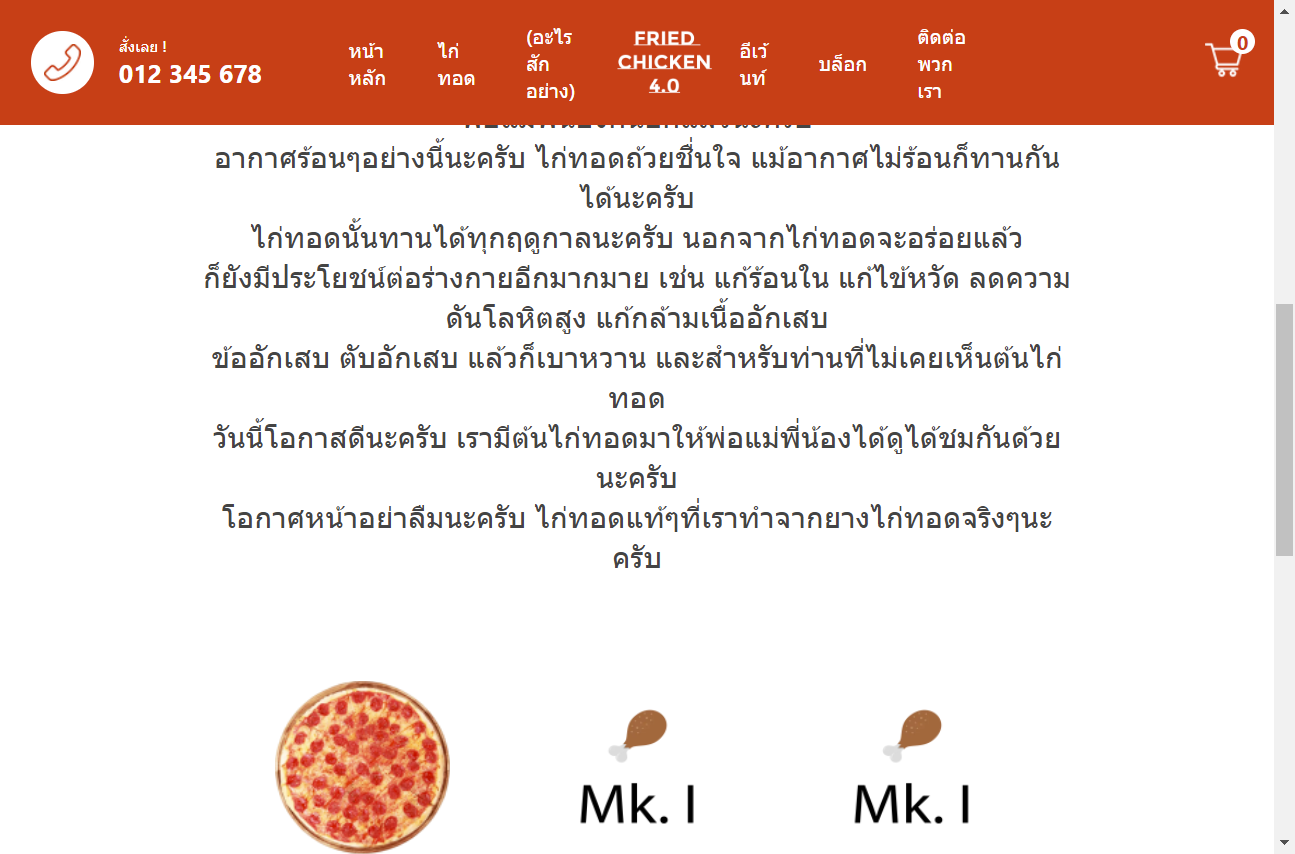 สั่งเลย !
012 345 678
หน้า
หลัก
ไก่
ทอด
(อะไร
สัก
อย่าง)
FRIED
CHICKEN
4.0
อีเว้
นท์
บล็อก
ติดต่อ
พวก
เรา
0
อากาศร้อนๆอย่างนี้นะครับ ไก่ทอดถ้วยชื่นใจ แม้อากาศไม่ร้อนก็ทานกัน
ได้นะครับ
ไก่ทอดนั้นทานได้ทุกฤดูกาลนะครับ นอกจากไก่ทอดจะอร่อยแล้ว
ก็ยังมีประโยชน์ต่อร่างกายอีกมากมาย เช่น แก้ร้อนใน แก้ไข้หวัด ลดความ
ดันโลหิตสูง แก้กล้ามเนื้ออักเสบ
ข้ออักเสบ ตับอักเสบ แล้วก็เบาหวาน และสำหรับท่านที่ไม่เคยเห็นต้นไก่
ทอด
วันนี้โอกาสดีนะครับ เรามีต้นไก่ทอดมาให้พ่อแม่พี่น้องได้ดูได้ชมกันด้วย
นะครับ
โอกาศหน้าอย่าลืมนะครับ ไก่ทอดแท้ๆที่เราทำจากยางไก่ทอดจริงๆนะ
ครับ
Mk. I
Mk. I